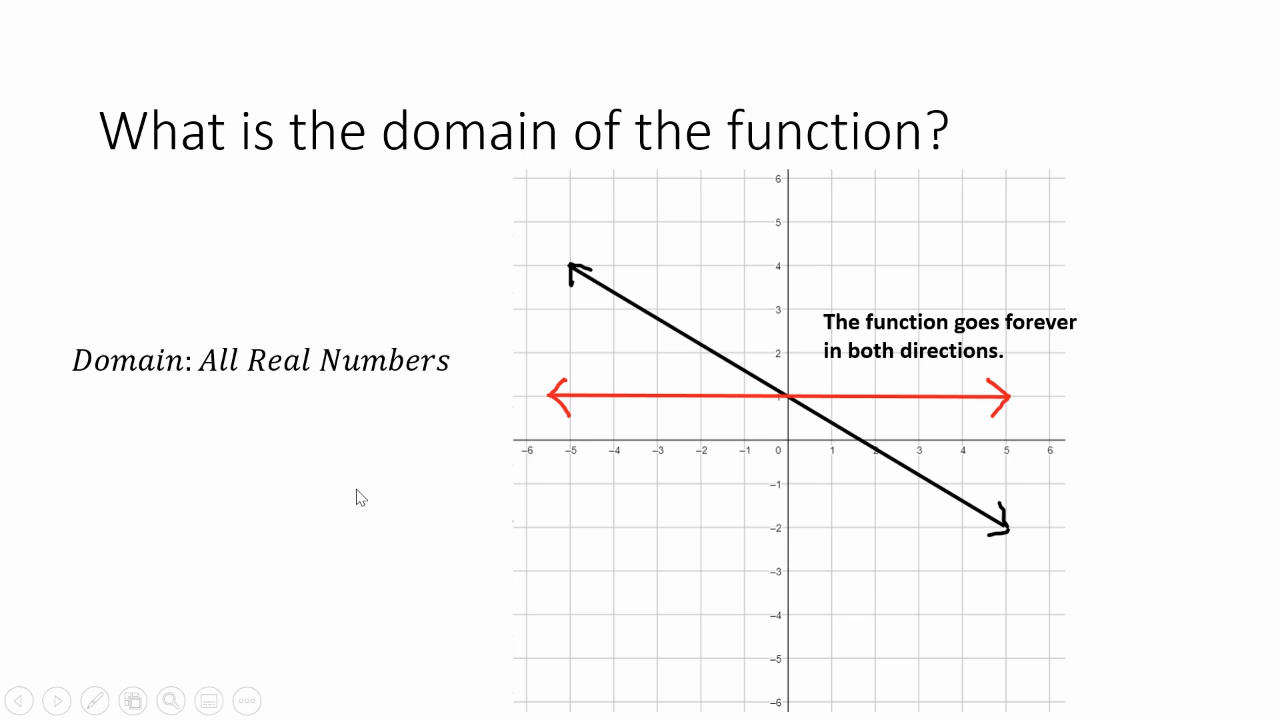 What is the domain of the function?
6
5
4
The function goes forever
3
in both directions.
2
Domain: All Real Numbers
1
−6 −5 −4 −3 −2 −1 0 1 2 3 4 5 6
−1
−2
−3
−4
−5
−6